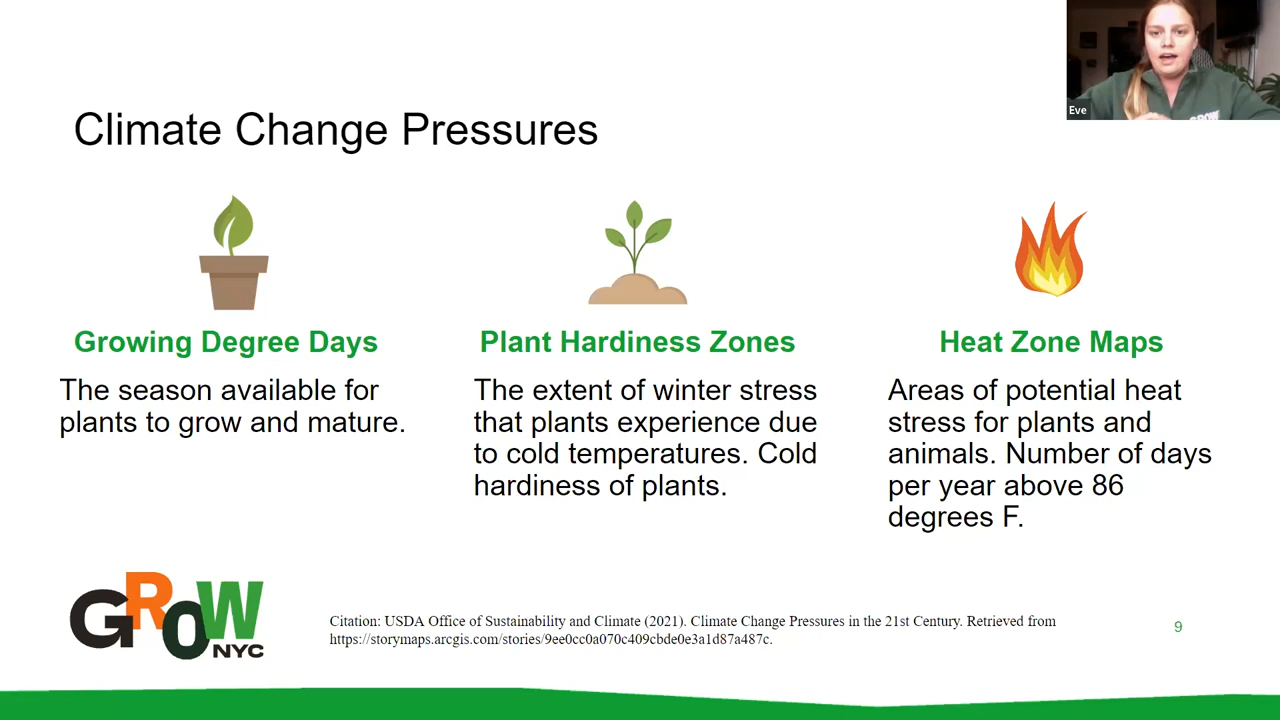 Eve
Climate Change Pressures
Growing Degree Days
The season available for
plants to grow and mature.
Plant Hardiness Zones
The extent of winter stress
that plants experience due
to cold temperatures. Cold
hardiness of plants.
Heat Zone Maps
Areas of potential heat
stress for plants and
animals. Number of days
per year above 86
degrees F.
GROW
NYC
Citation: USDA Office of Sustainability and Climate (2021). Climate Change Pressures in the 21st Century. Retrieved from
https://storymaps.arcgis.com/stories/9ee0cc0a070c409cbde0e3a1d87a487c.
9